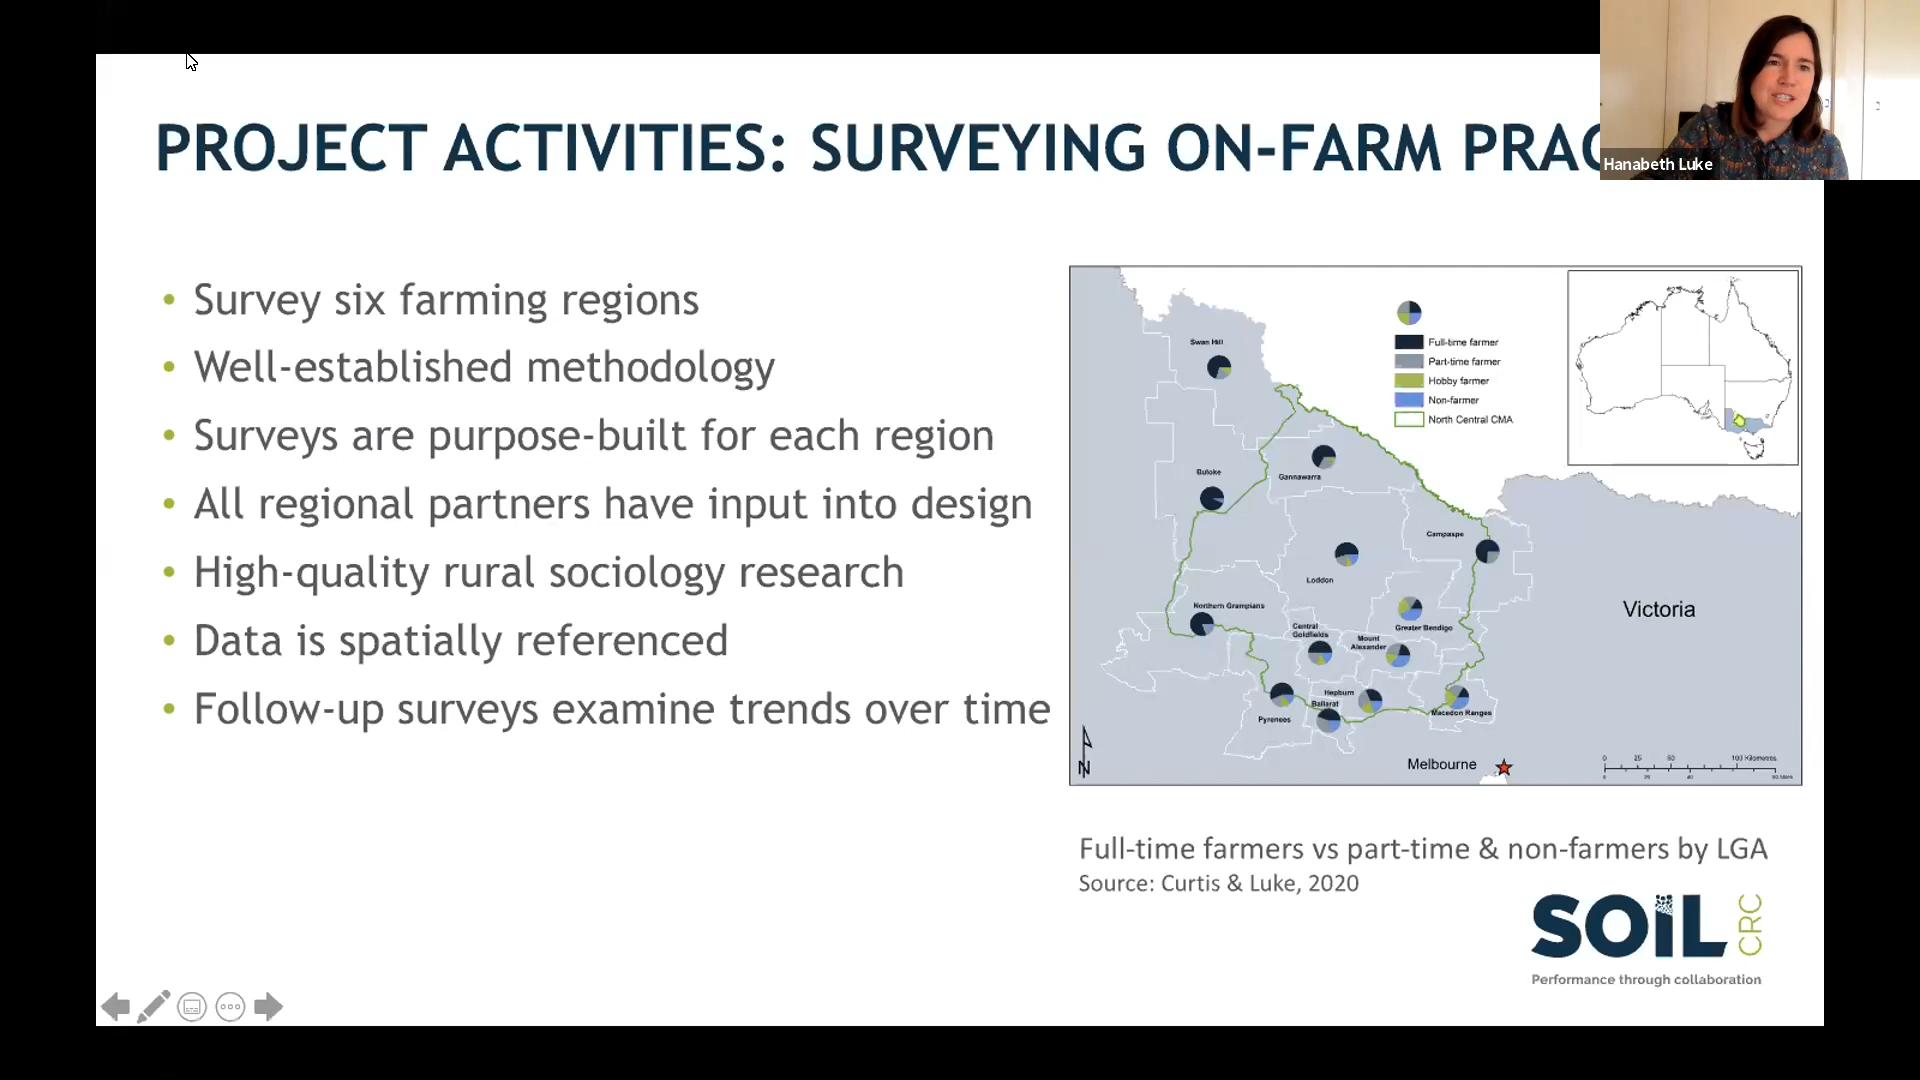 PROJECT ACTIVITIES: SURVEYING ON-FARM PRAC
Hanabeth Luke
• Survey six farming regions
• Well-established methodology
• Surveys are purpose-built for each region
• All regional partners have input into design
• High-quality rural sociology research
• Data is spatially referenced
• Follow-up surveys examine trends over time
Full-time farmer
Part-time farmer
Hobby farmer
Non-farmer
North Central CMA
Swan Hill
Buloke
Gannawarra
Campaspe
Loddon
Northern Grampians
Central
Goldfields
Mount
Alexander
Greater Bendigo
Hepburn
Ballarat
Pyrenees
Macedon Ranges
Victoria
Melbourne
N
0 25 50 100 Kilometres
Full-time farmers vs part-time & non-farmers by LGA
Source: Curtis & Luke, 2020
SOIL CRC
Performance through collaboration